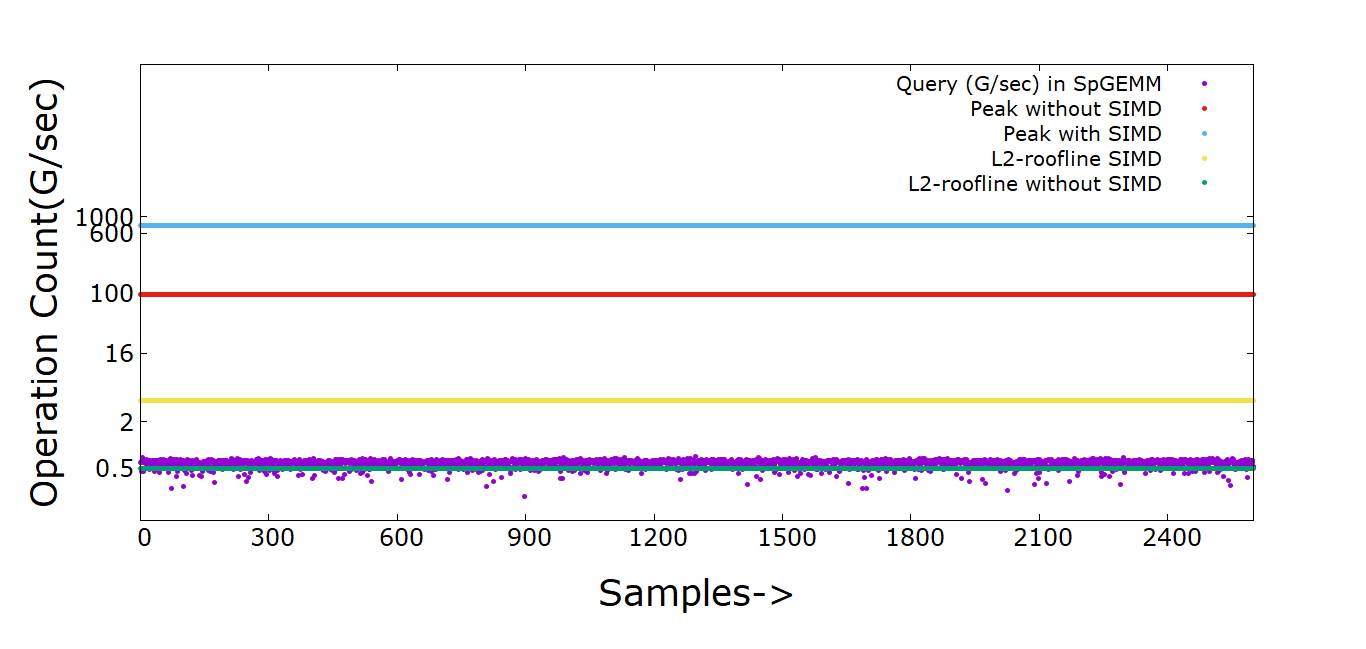 Query (G/sec) in SpGEMM
Peak without SIMD
Peak with SIMD
L2-roofline SIMD
L2-roofline without SIMD
Operation Count(G/sec)
1000
600
100
16
2
0.5
0 300 600 900 1200 1500 1800 2100 2400
Samples->